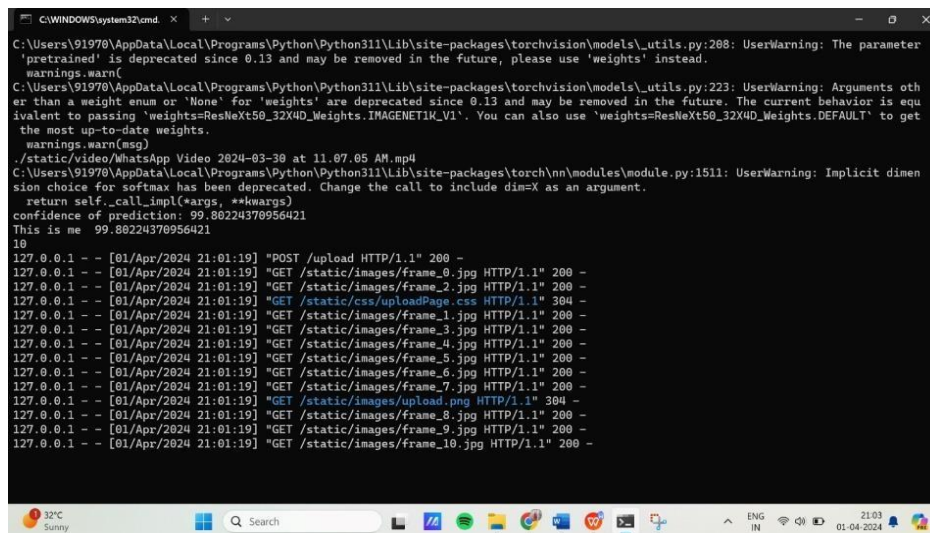 C:\WINDOWS\system32\cmd.
C:\Users\91970\AppData\Local\Programs\Python\Python311\Lib\site-packages\torchvision\models\_utils.py:208: UserWarning: The parameter
'pretrained' is deprecated since 0.13 and may be removed in the future, please use 'weights' instead.
warnings.warn(
C:\Users\91970\AppData\Local\Programs\Python\Python311\Lib\site-packages\torchvision\models\_utils.py:223: UserWarning: Arguments oth
er than a weight enum or `None` for 'weights' are deprecated since 0.13 and may be removed in the future. The current behavior is equ
ivalent to passing `weights=ResNeXt50_32X4D_Weights.IMAGENET1K_V1`. You can also use `weights=ResNeXt50_32X4D_Weights.DEFAULT` to get
the most up-to-date weights.
warnings.warn(msg)
./static/video/WhatsApp Video 2024-03-30 at 11.07.05 AM.mp4
C:\Users\91970\AppData\Local\Programs\Python\Python311\Lib\site-packages\torch\nn\modules\module.py:1511: UserWarning: Implicit dimen
sion choice for softmax has been deprecated. Change the call to include dim=X as an argument.
return self._call_impl(*args, **kwargs)
confidence of prediction: 99.80224370956421
This is me  99.80224370956421
10
127.0.0.1 - - [01/Apr/2024 21:01:19] "POST /upload HTTP/1.1" 200 -
127.0.0.1 - - [01/Apr/2024 21:01:19] "GET /static/images/frame_0.jpg HTTP/1.1" 200 -
127.0.0.1 - - [01/Apr/2024 21:01:19] "GET /static/images/frame_2.jpg HTTP/1.1" 200 -
127.0.0.1 - - [01/Apr/2024 21:01:19] "GET /static/css/uploadPage.css HTTP/1.1" 304 -
127.0.0.1 - - [01/Apr/2024 21:01:19] "GET /static/images/frame_1.jpg HTTP/1.1" 200 -
127.0.0.1 - - [01/Apr/2024 21:01:19] "GET /static/images/frame_3.jpg HTTP/1.1" 200 -
127.0.0.1 - - [01/Apr/2024 21:01:19] "GET /static/images/frame_4.jpg HTTP/1.1" 200 -
127.0.0.1 - - [01/Apr/2024 21:01:19] "GET /static/images/frame_5.jpg HTTP/1.1" 200 -
127.0.0.1 - - [01/Apr/2024 21:01:19] "GET /static/images/frame_6.jpg HTTP/1.1" 200 -
127.0.0.1 - - [01/Apr/2024 21:01:19] "GET /static/images/frame_7.jpg HTTP/1.1" 200 -
127.0.0.1 - - [01/Apr/2024 21:01:19] "GET /static/images/upload.png HTTP/1.1" 304 -
127.0.0.1 - - [01/Apr/2024 21:01:19] "GET /static/images/frame_8.jpg HTTP/1.1" 200 -
127.0.0.1 - - [01/Apr/2024 21:01:19] "GET /static/images/frame_9.jpg HTTP/1.1" 200 -
127.0.0.1 - - [01/Apr/2024 21:01:19] "GET /static/images/frame_10.jpg HTTP/1.1" 200 -
1
32°C
Sunny
Search
ENG
IN
21:03
01-04-2024